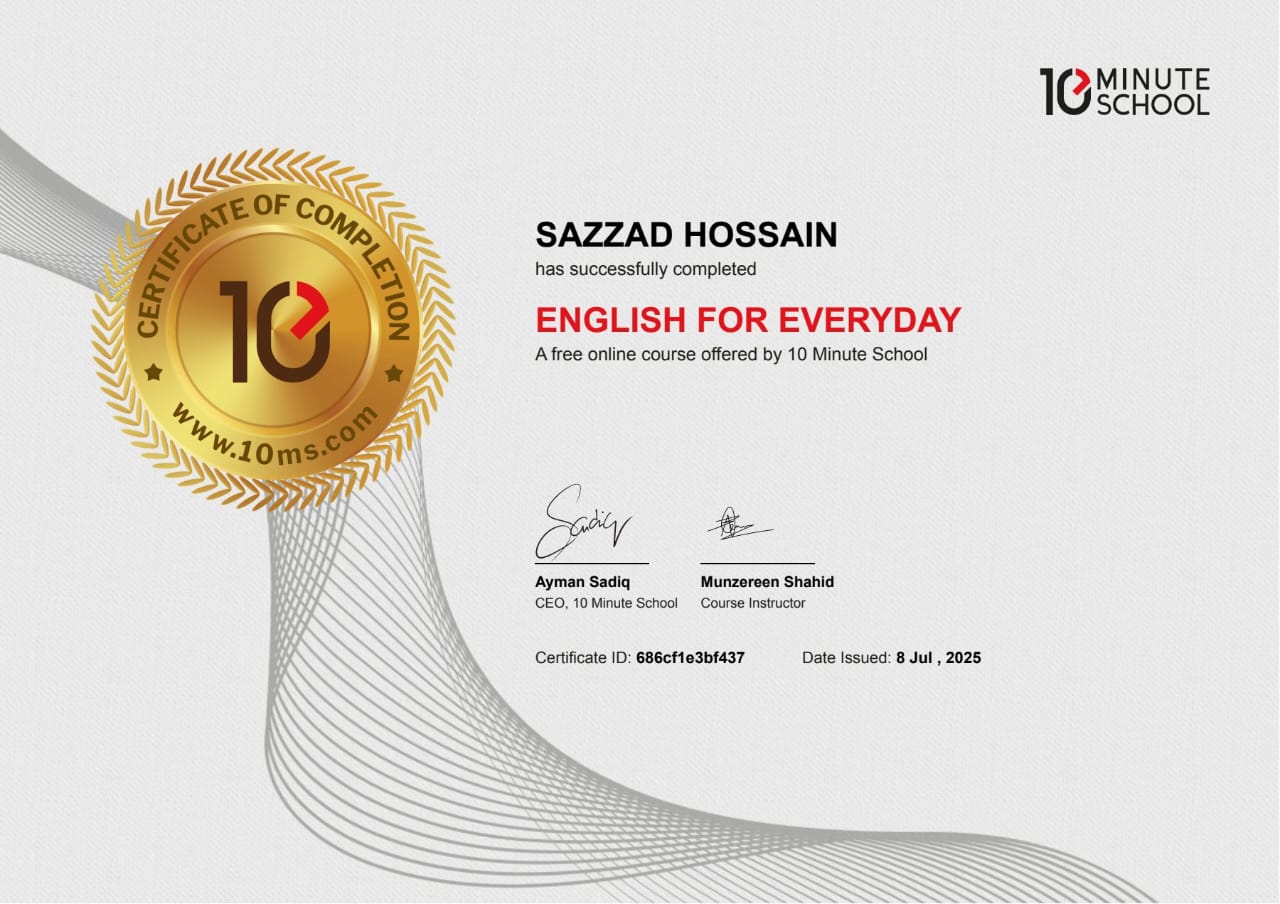 10 MINUTE
SCHOOL
CERTIFICATE OF COMPLETION
10
www.10ms.com
SAZZAD HOSSAIN
has successfully completed
ENGLISH FOR EVERYDAY
A free online course offered by 10 Minute School
Sadiq
Ayman Sadiq Munzereen Shahid
CEO, 10 Minute School Course Instructor
Certificate ID: 686cf1e3bf437 Date Issued: 8 Jul , 2025